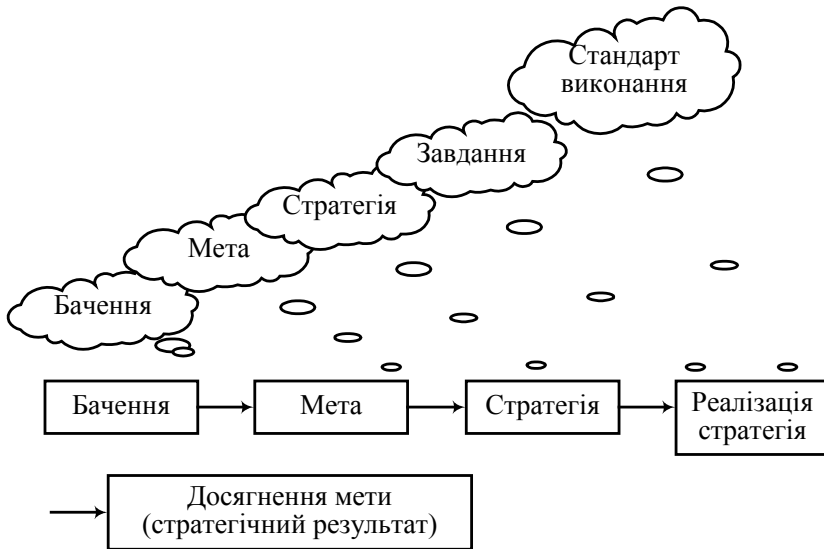 Стандарт
виконання
Завдання
Стратегія
Мета
Бачення
Бачення
Мета
Стратегія
Реалізація
стратегія
Досягнення мети
(стратегічний результат)